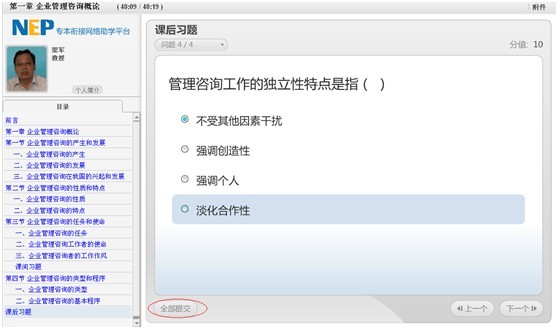 第一章 企业管理咨询概论 ( 48:09 / 48:19 )
附件
NEP 专本衔接网络助学平台
梁军
教授
个人简介
目录
前言
第一章 企业管理咨询概论
第一节 企业管理咨询的产生和发展
一、企业管理咨询的产生
二、企业管理咨询的发展
三、企业管理咨询在我国的兴起和发展
第二节 企业管理咨询的性质和特点
一、企业管理咨询的性质
二、企业管理咨询的特点
第三节 企业管理咨询的任务和使命
一、企业管理咨询的任务
二、企业管理咨询工作者的使命
三、企业管理咨询者的工作作风
课间习题
第四节 企业管理咨询的类型和程序
一、企业管理咨询的类型
二、企业管理咨询的基本程序
课后习题
课后习题
问题 4 / 4
分值: 10
管理咨询工作的独立性特点是指 ( )
不受其他因素干扰
强调创造性
强调个人
淡化合作性
全部提交
上一个
下一个